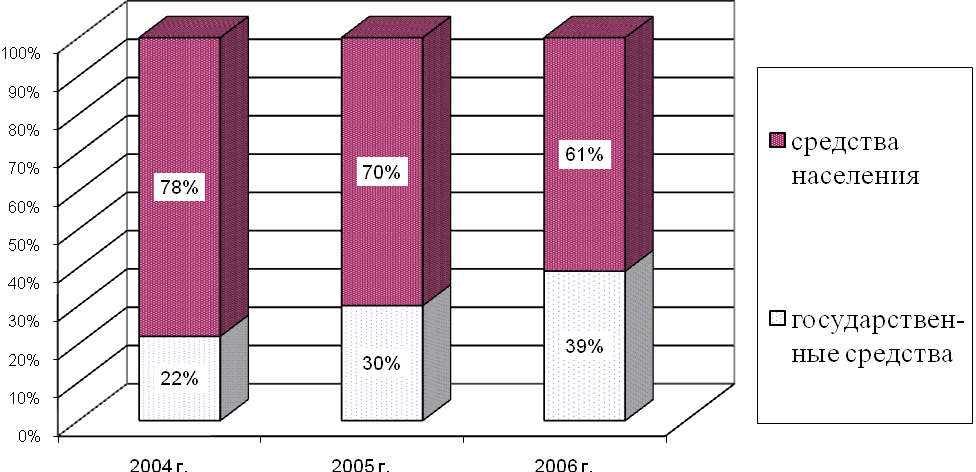 100%
90%
80%
70%
60%
50%
40%
30%
20%
10%
0%
78%
70%
61%
22%
30%
39%
2004 г.
2005 г.
2006 г.
средства
населения
государствен-
ные средства